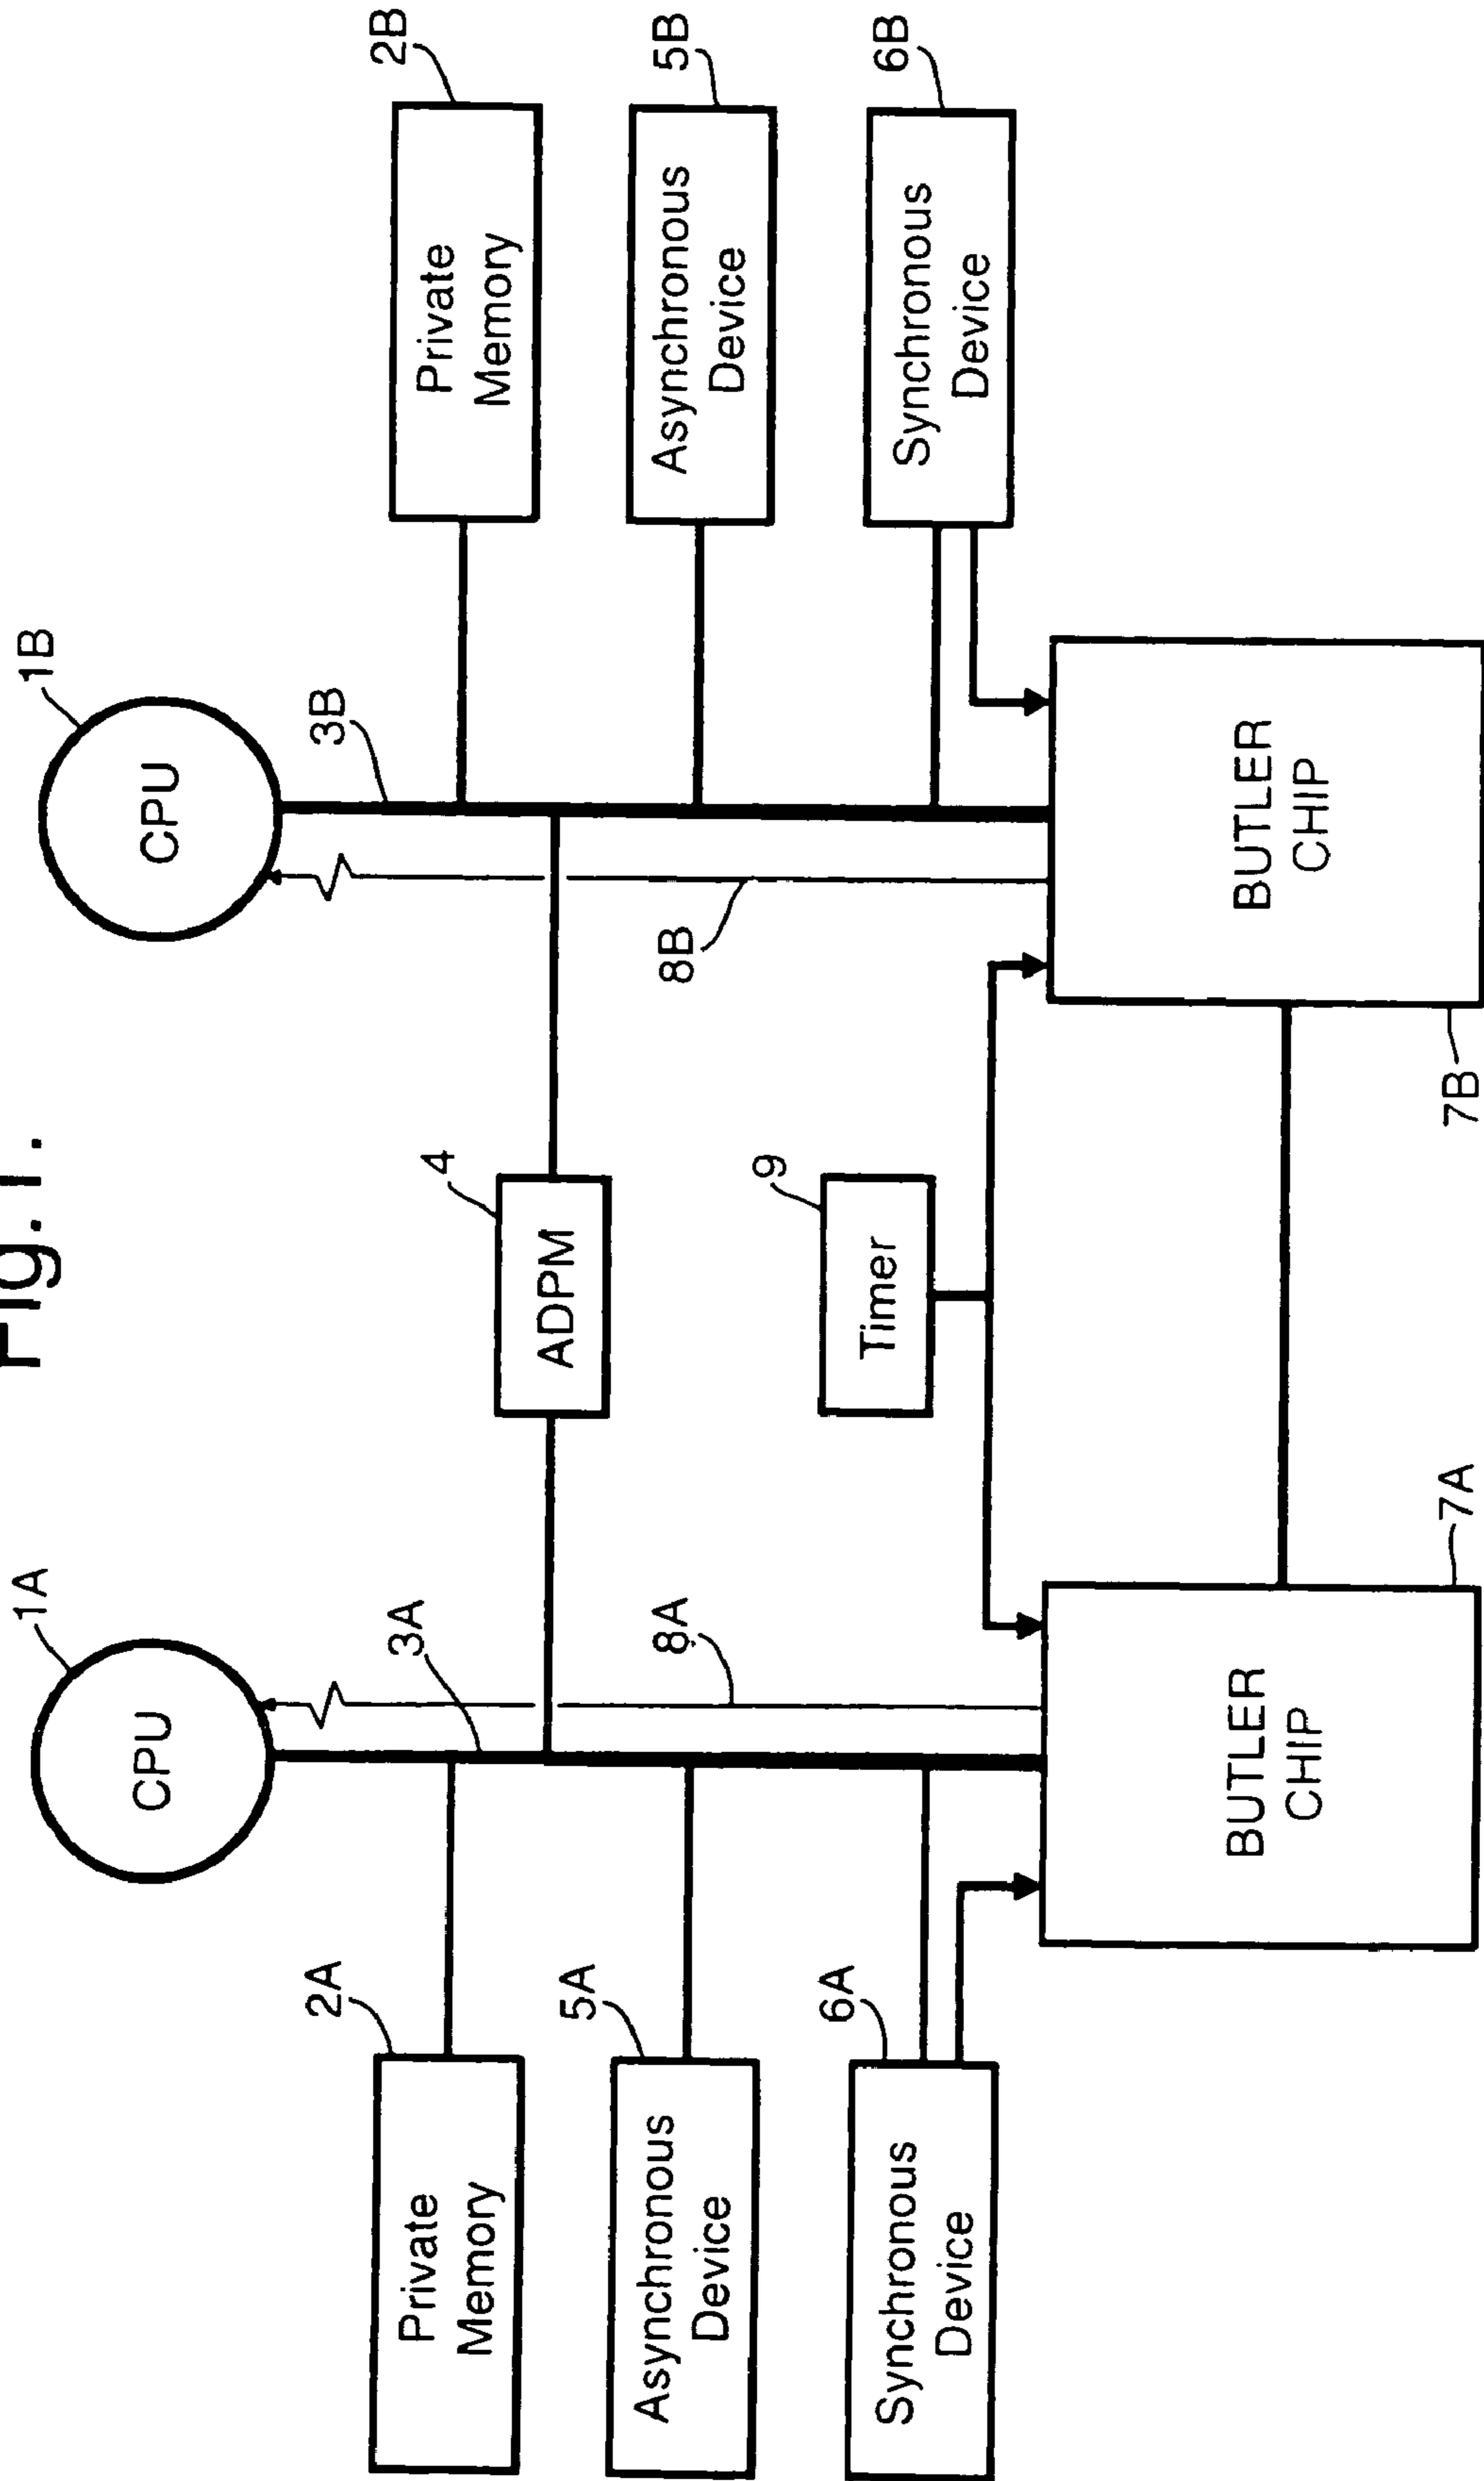 Fig.1.
1A
1B
CPU
CPU
2A
3A
3B
2B
Private
Memory
4
ADPM
Private
Memory
5A
8A
8B
5B
Asynchronous
Device
Asynchronous
Device
6A
9
Timer
6B
Synchronous
Device
Synchronous
Device
BUTLER
CHIP
BUTLER
CHIP
7A
7B